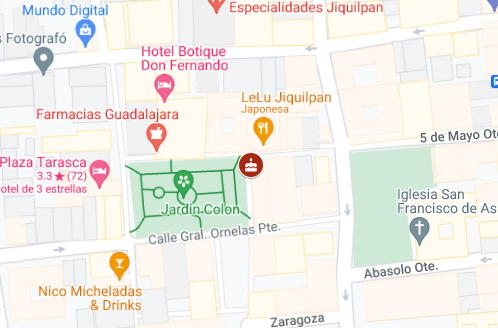 Especialidades Jiquilpan
Mundo Digital
s Fotografó
Hotel Botique
Don Fernando
LeLu Jiquilpan
Japonesa
Farmacias Guadalajara
5 de Mayo Ote
Plaza Tarasca
3.3★(72)
otel de 3 estrellas
Jardin Colon
Iglesia San
Francisco de As
Calle Gral. Ornelas Pte.
Abasolo Ote.
Nico Micheladas
& Drinks
Zaragoza